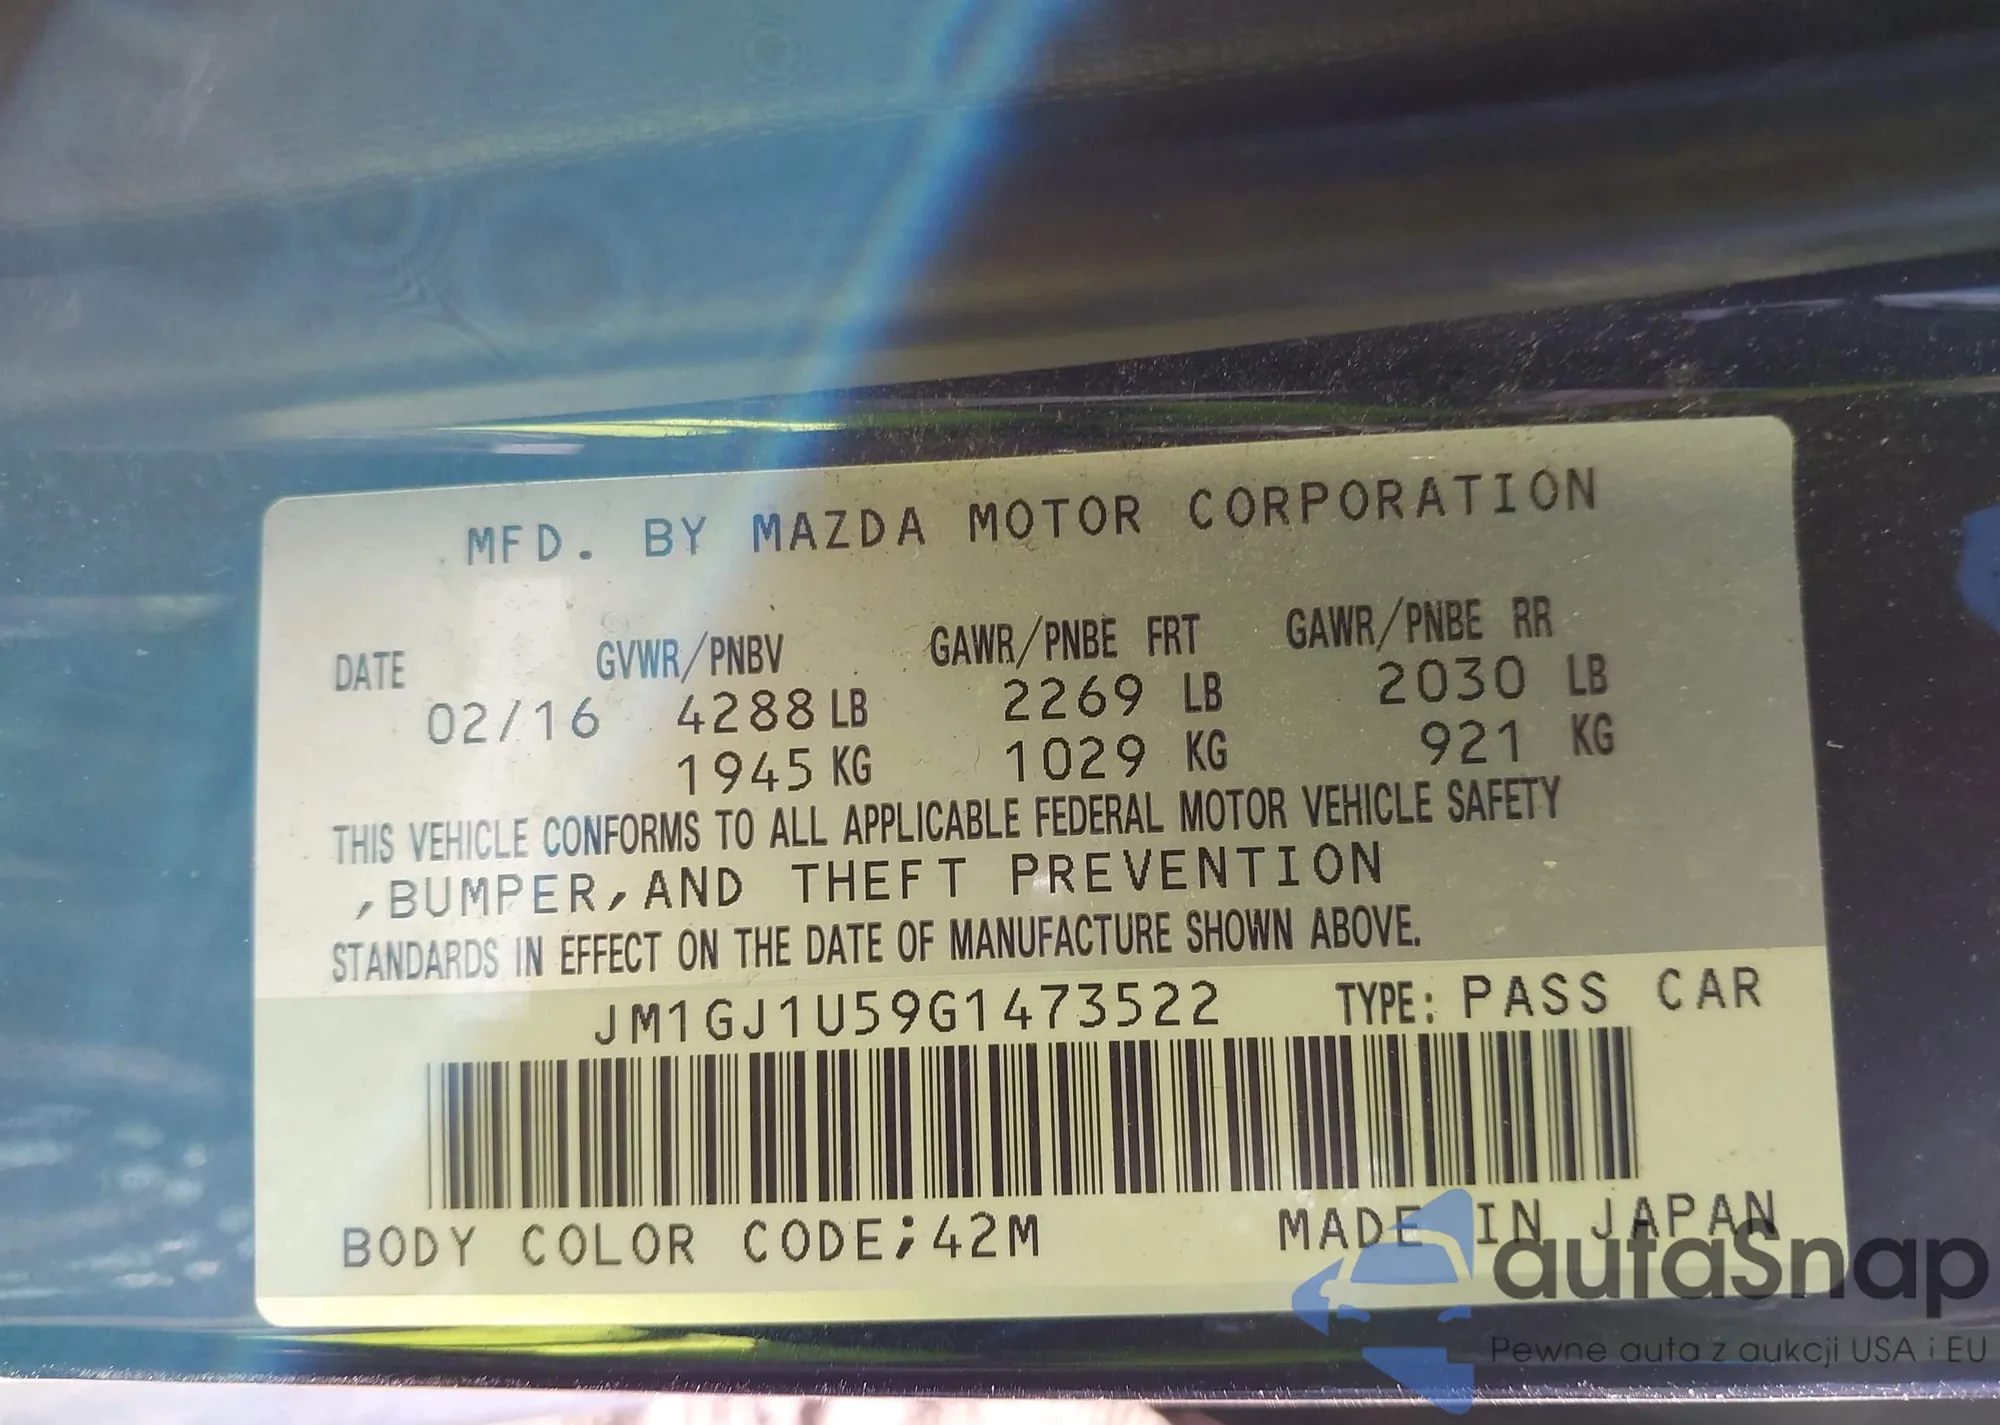 MFD. BY MAZDA MOTOR CORPORATION
DATE GVWR/PNBV GAWR/PNBE FRT GAWR/PNBE RR
02/16 4288 LB 2269 LB 2030 LB
1945 KG 1029 KG 921 KG
THIS VEHICLE CONFORMS TO ALL APPLICABLE FEDERAL MOTOR VEHICLE SAFETY
,BUMPER,AND THEFT PREVENTION
STANDARDS IN EFFECT ON THE DATE OF MANUFACTURE SHOWN ABOVE.
JM1GJ1U59G1473522 TYPE: PASS CAR
BODY COLOR CODE;42M MADE IN JAPAN
autaSnap
Pewne auta z aukcji USA i EU